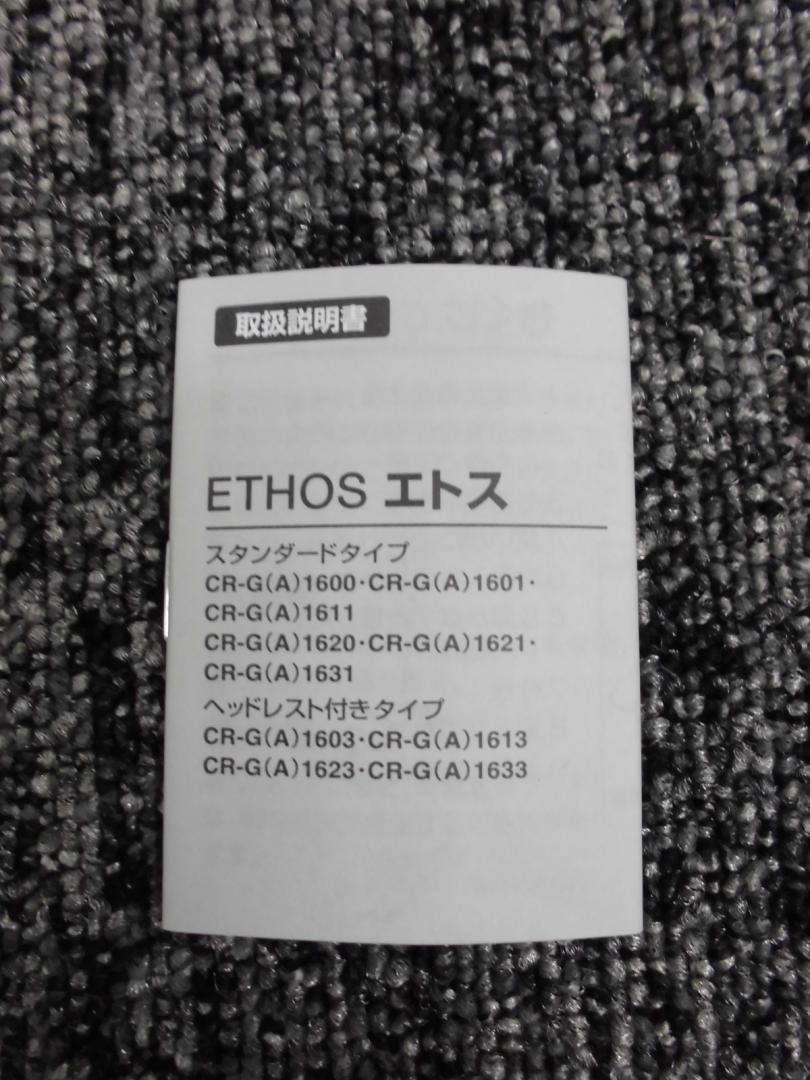 取扱説明書
ETHOS エトス
スタンダードタイプ
CR-G(A)1600・CR-G(A)1601・
CR-G(A)1611
CR-G(A)1620・CR-G(A)1621・
CR-G(A)1631
ヘッドレスト付きタイプ
CR-G(A)1603・CR-G(A)1613
CR-G(A)1623・CR-G(A)1633